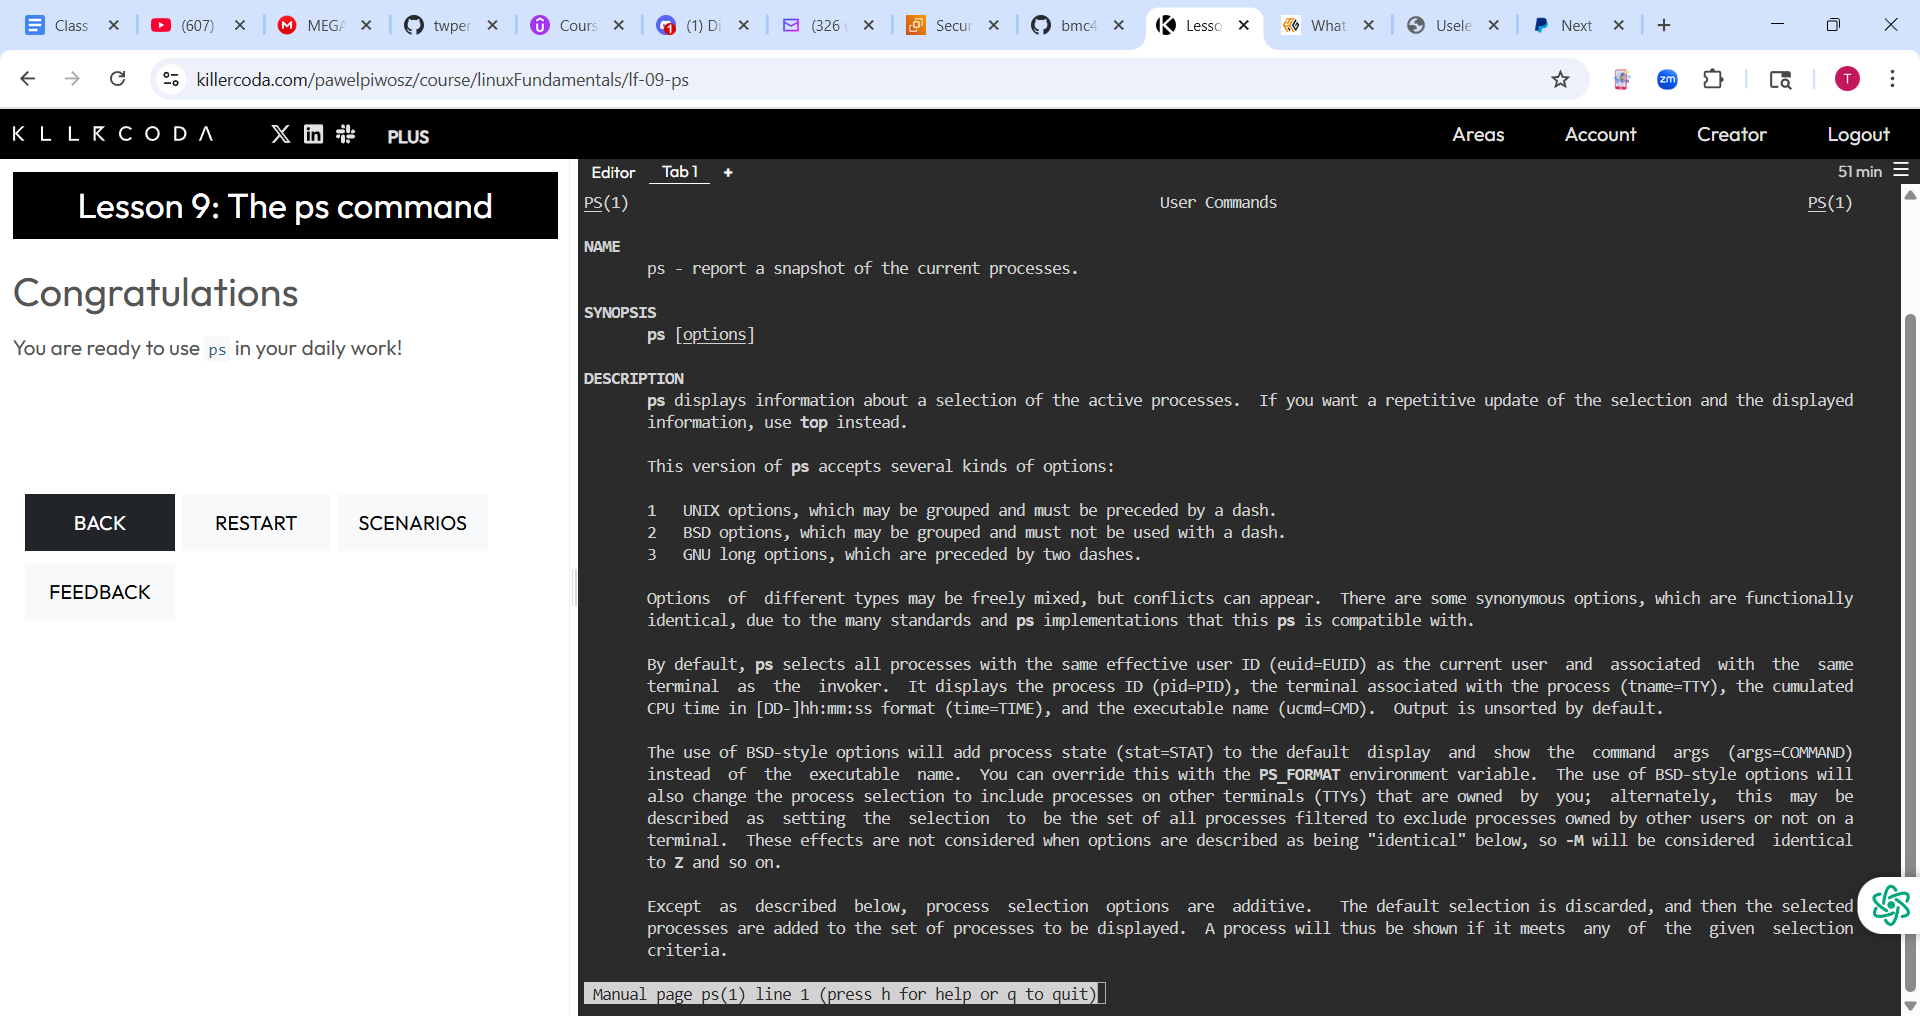 Class
(607)
MEGA
twper
Cours
(1) Di
(326
Secur
bmc4
Lesso
What
Usele
Next
killercoda.com/pawelpiwosz/course/linuxFundamentals/lf-09-ps
zm
T
KLLRCODA
PLUS
Areas
Account
Creator
Logout
Lesson 9: The ps command
Congratulations
You are ready to use ps in your daily work!
BACK
RESTART
SCENARIOS
FEEDBACK
Editor
Tab 1
+
51 min
PS(1) User Commands PS(1)
NAME
ps - report a snapshot of the current processes.
SYNOPSIS
ps [options]
DESCRIPTION
ps displays information about a selection of the active processes. If you want a repetitive update of the selection and the displayed
information, use top instead.
This version of ps accepts several kinds of options:
1 UNIX options, which may be grouped and must be preceded by a dash.
2 BSD options, which may be grouped and must not be used with a dash.
3 GNU long options, which are preceded by two dashes.
Options of different types may be freely mixed, but conflicts can appear. There are some synonymous options, which are functionally
identical, due to the many standards and ps implementations that this ps is compatible with.
By default, ps selects all processes with the same effective user ID (euid=EUID) as the current user and associated with the same
terminal as the invoker. It displays the process ID (pid=PID), the terminal associated with the process (tname=TTY), the cumulated
CPU time in [DD-]hh:mm:ss format (time=TIME), and the executable name (ucmd=CMD). Output is unsorted by default.
The use of BSD-style options will add process state (stat=STAT) to the default display and show the command args (args=COMMAND)
instead of the executable name. You can override this with the PS_FORMAT environment variable. The use of BSD-style options will
also change the process selection to include processes on other terminals (TTYs) that are owned by you; alternately, this may be
described as setting the selection to be the set of all processes filtered to exclude processes owned by other users or not on a
terminal. These effects are not considered when options are described as being "identical" below, so -M will be considered identical
to Z and so on.
Except as described below, process selection options are additive. The default selection is discarded, and then the selected
processes are added to the set of processes to be displayed. A process will thus be shown if it meets any of the given selection
criteria.
Manual page ps(1) line 1 (press h for help or q to quit)